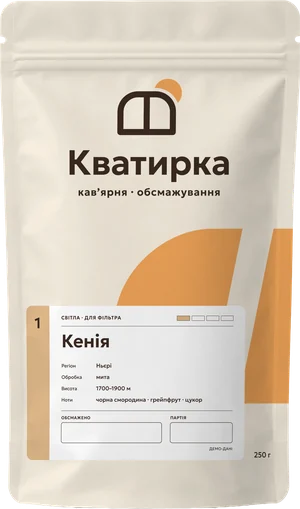 Кватирка
кав'ярня · обсмажування
1
СВІТЛА · ДЛЯ ФІЛЬТРА
Кенія
Регіон Ньєрі
Обробка мита
Висота 1700–1900 м
Ноти чорна смородина · грейпфрут · цукор
ОБСМАЖЕНО ПАРТІЯ
ДЕМО-ДАНІ
250 г